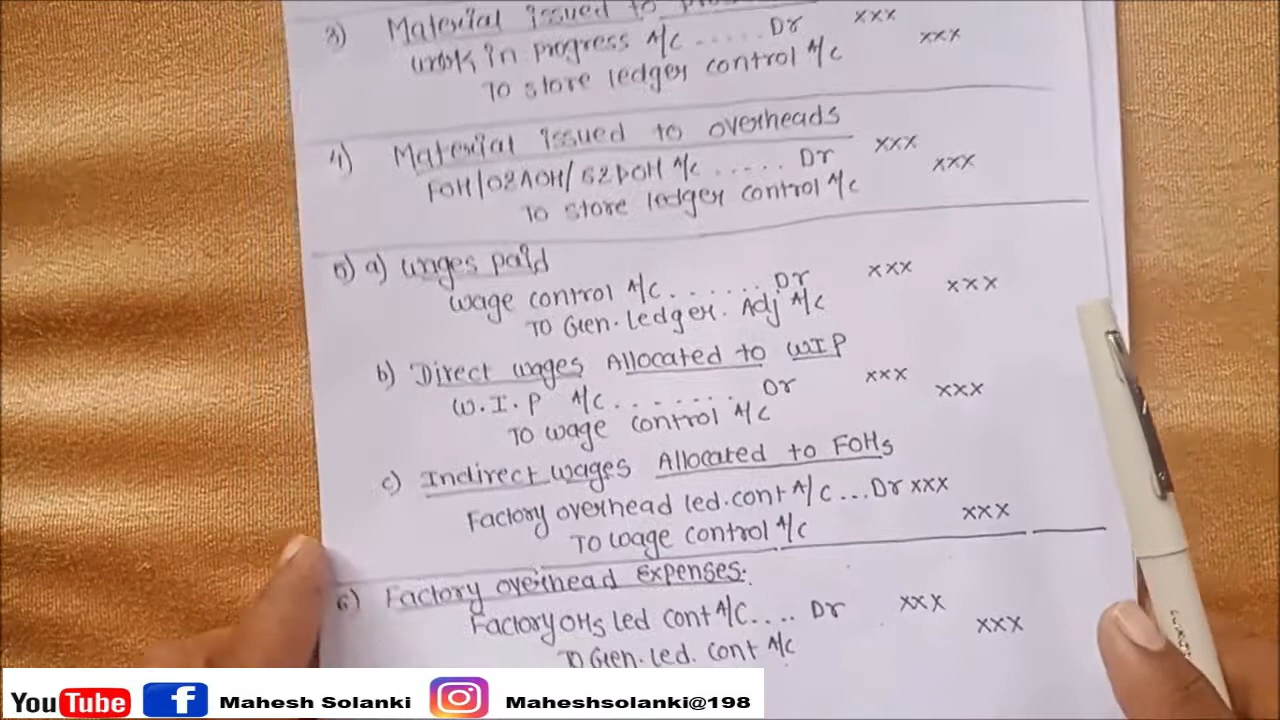 3) Material issued to
work in progress A/c ..... Dr xxx
To store ledger control A/c xxx
4) Material issued to overheads
FOH/O&AOH/S&DOH A/c ..... Dr xxx
To store ledger control A/c xxx
5) a) wages paid
wage control A/c ...... Dr xxx
To Gen. Ledger. Adj A/c xxx
b) Direct wages Allocated to WIP
W.I.P A/c ....... Dr xxx
To wage control A/c xxx
c) Indirect wages Allocated to FOHs
Factory overhead led.cont A/c ... Dr xxx
To wage control A/c xxx
6) Factory overhead Expenses:
Factory OHs Led cont A/C .... Dr xxx
To Gen. led. cont A/c xxx
YouTube f Mahesh Solanki Maheshsolanki@198